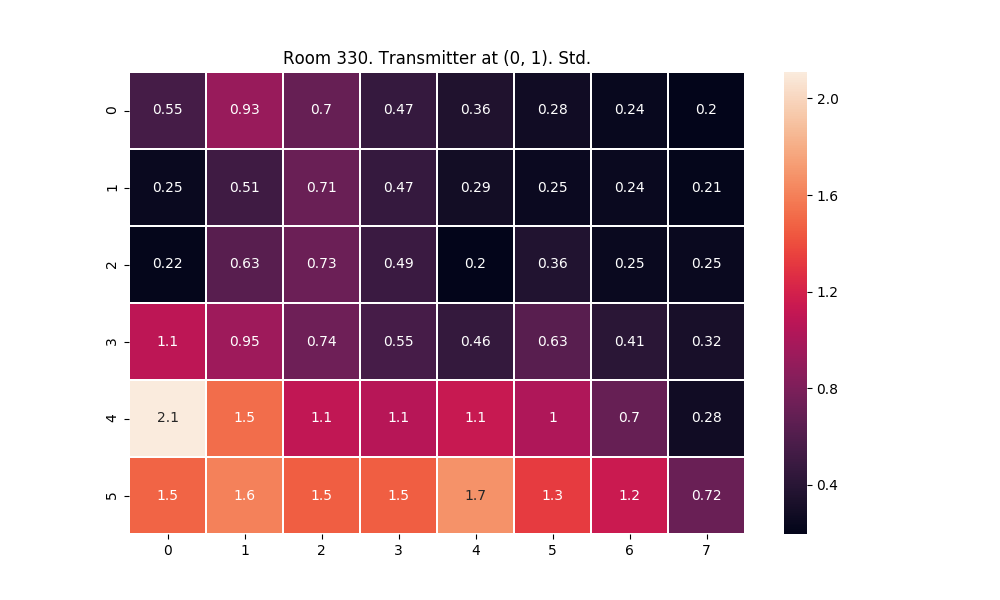 Room 330. Transmitter at (0, 1). Std.
0 0.55 0.93 0.7 0.47 0.36 0.28 0.24 0.2
1 0.25 0.51 0.71 0.47 0.29 0.25 0.24 0.21
2 0.22 0.63 0.73 0.49 0.2 0.36 0.25 0.25
3 1.1 0.95 0.74 0.55 0.46 0.63 0.41 0.32
4 2.1 1.5 1.1 1.1 1.1 1 0.7 0.28
5 1.5 1.6 1.5 1.5 1.7 1.3 1.2 0.72
0 1 2 3 4 5 6 7
2.0
1.6
1.2
0.8
0.4